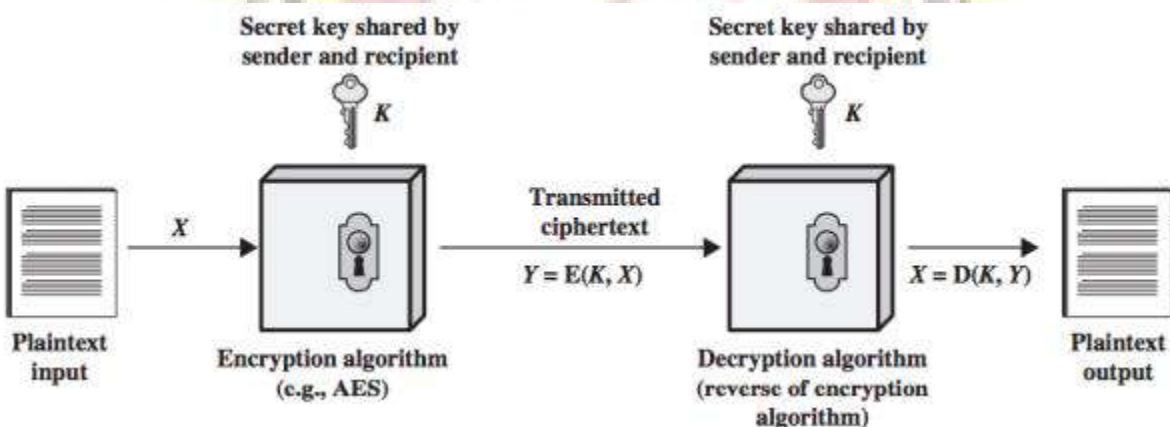 Secret key shared by
sender and recipient
K
Secret key shared by
sender and recipient
K
X
Transmitted
ciphertext
Y = E(K, X)
X = D(K, Y)
Plaintext
input
Encryption algorithm
(e.g., AES)
Decryption algorithm
(reverse of encryption
algorithm)
Plaintext
output